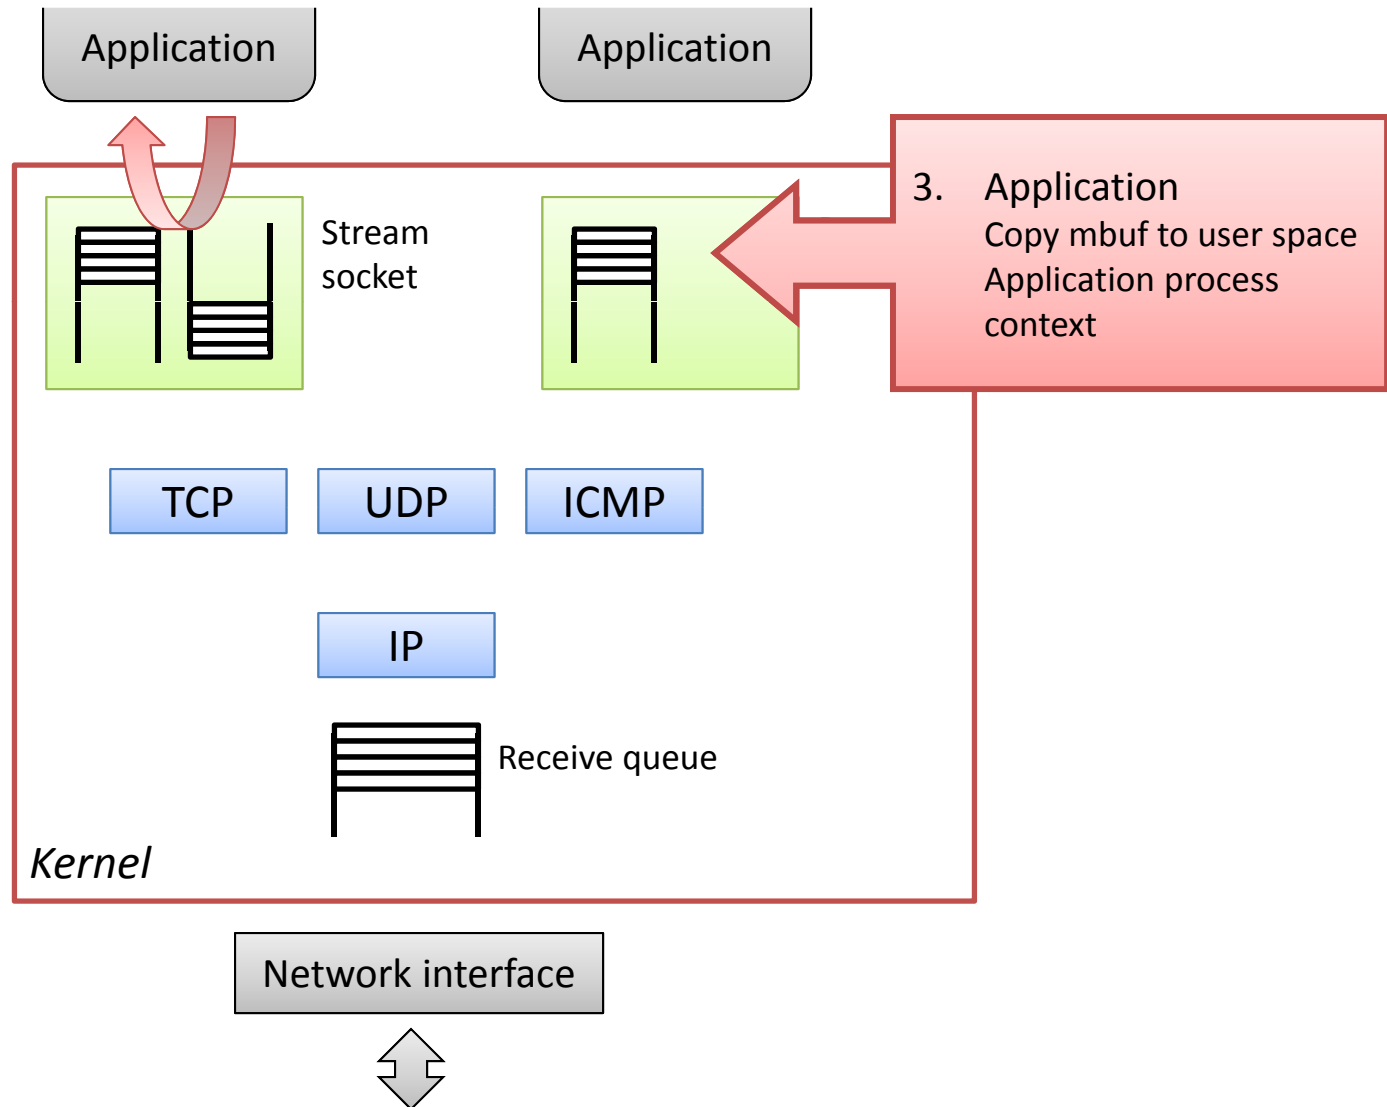 Application
Application
3. Application
Copy mbuf to user space
Application process
context
Stream
socket
TCP
UDP
ICMP
IP
Receive queue
Kernel
Network interface